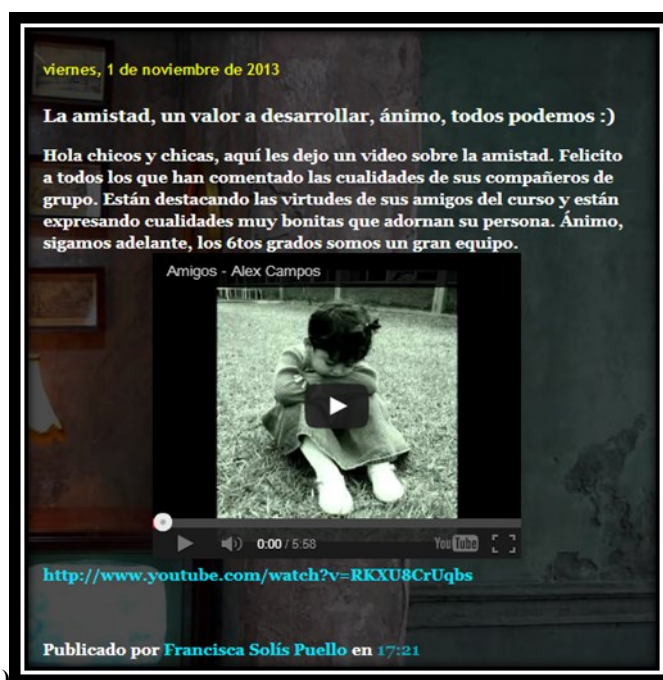 viernes, 1 de noviembre de 2013
La amistad, un valor a desarrollar, ánimo, todos podemos :)
Hola chicos y chicas, aquí les dejo un video sobre la amistad. Felicito
a todos los que han comentado las cualidades de sus compañeros de
grupo. Están destacando las virtudes de sus amigos del curso y están
expresando cualidades muy bonitas que adornan su persona. Ánimo,
sigamos adelante, los 6tos grados somos un gran equipo.
Amigos - Alex Campos
0:00 / 5:58
YouTube
http://www.youtube.com/watch?v=RKXU8CrUqbs
Publicado por Francisca Solís Puello en 17:21
)